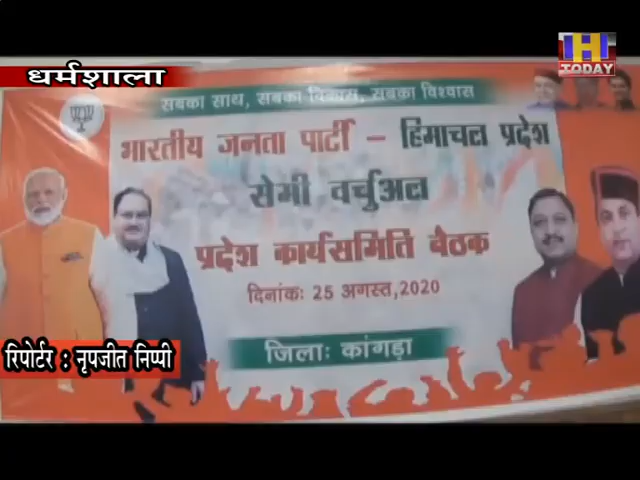 IHI
TODAY
धर्मशाला
सबका साथ, सबका विकास, सबका विश्वास
भारतीय जनता पार्टी – हिमाचल प्रदेश
सेमी वर्चुअल
प्रदेश कार्यसमिति बैठक
दिनांकः 25 अगस्त,2020
जिलाः कांगड़ा
रिपोर्टर : नृपजीत निप्पी